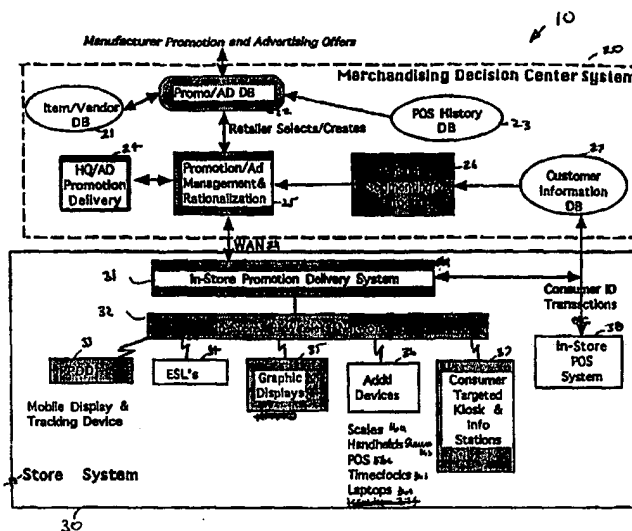 10
Manufacturer Promotion and Advertising Offers
20
Merchandising Decision Center System
Item/Vendor
DB
21
Promo/AD DB
22
POS History
DB
23
Retailer Selects/Creates
24
HQ/AD
Promotion
Delivery
Promotion/Ad
Management &
Rationalization
25
26
27
Customer
Information
DB
WAN
31
In-Store Promotion Delivery System
Consumer ID
Transactions
32
33
34
35
36
37
38
ESL's
Graphic
Displays
Addtl
Devices
Consumer
Targeted
Kiosk &
Info
Stations
In-Store
POS
System
Mobile Display &
Tracking Device
Scales
Handhelds
POS
Timeclocks
Laptops
Store System
30